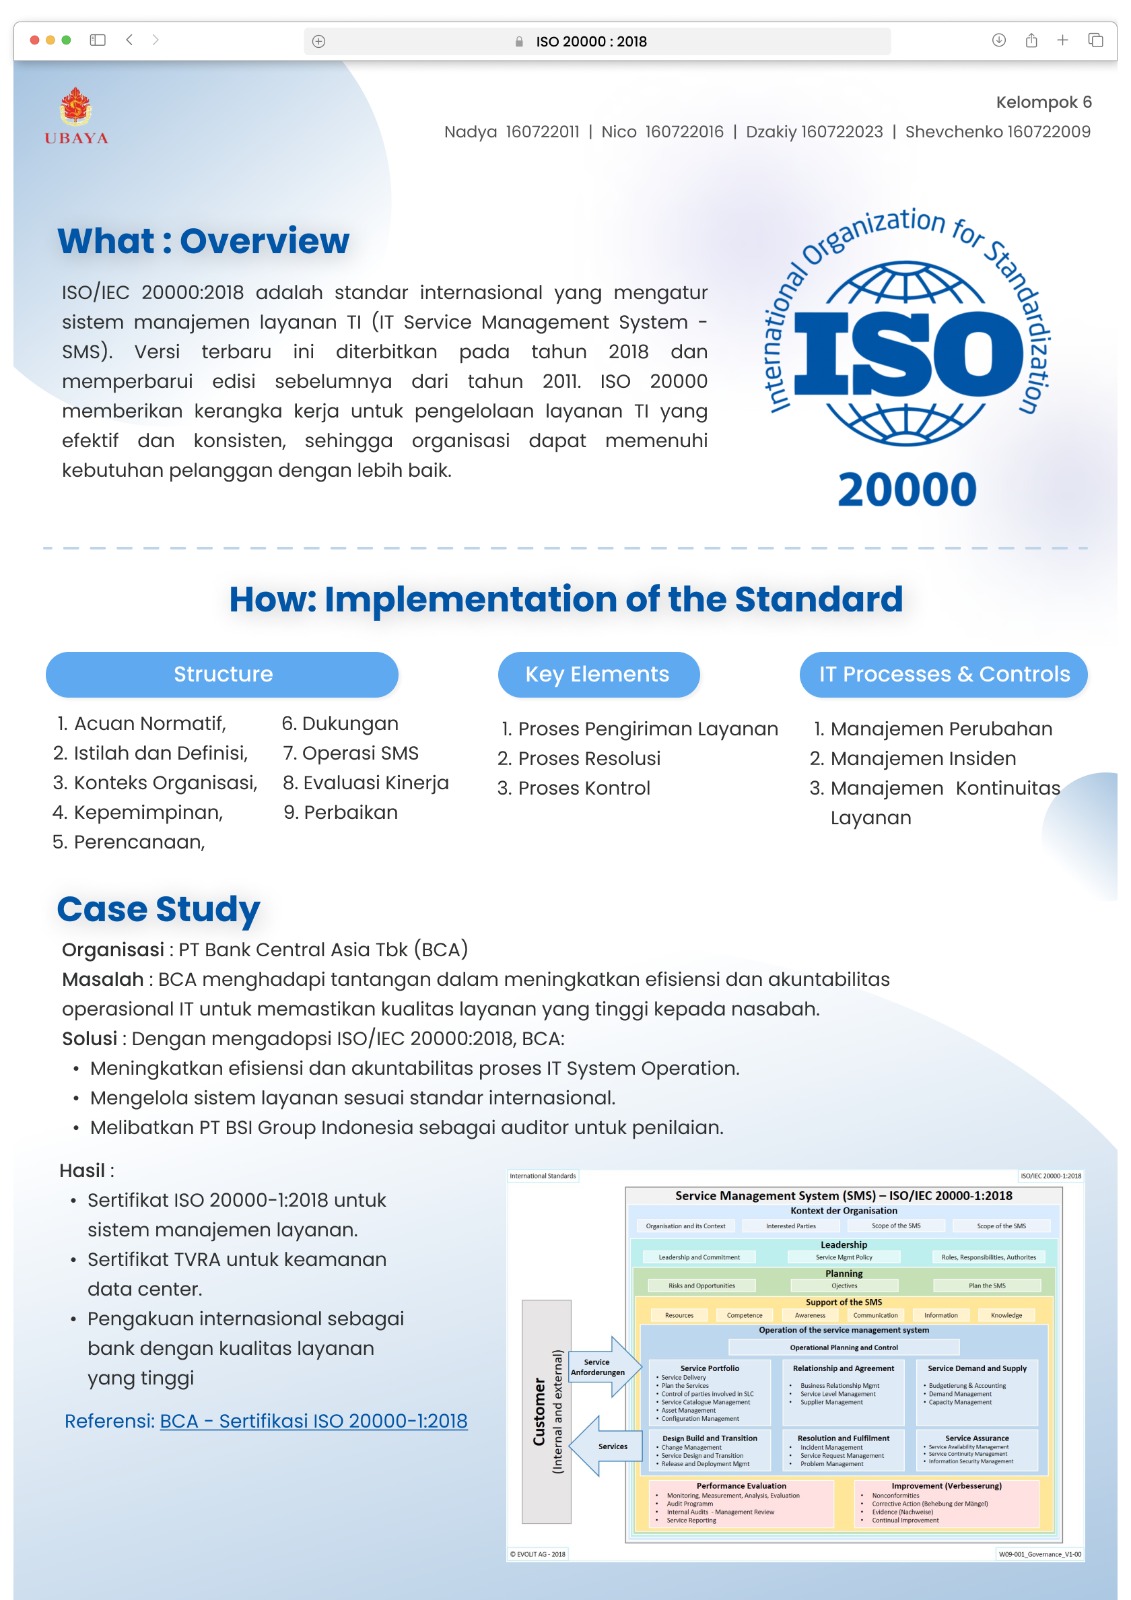 ISO 20000 : 2018
UBAYA
Kelompok 6
Nadya 160722011 | Nico 160722016 | Dzakiy 160722023 | Shevchenko 160722009
What : Overview
ISO/IEC 20000:2018 adalah standar internasional yang mengatur
sistem manajemen layanan TI (IT Service Management System -
SMS). Versi terbaru ini diterbitkan pada tahun 2018 dan
memperbarui edisi sebelumnya dari tahun 2011. ISO 20000
memberikan kerangka kerja untuk pengelolaan layanan TI yang
efektif dan konsisten, sehingga organisasi dapat memenuhi
kebutuhan pelanggan dengan lebih baik.
International Organization for Standardization
ISO
20000
How: Implementation of the Standard
Structure
1. Acuan Normatif,
2. Istilah dan Definisi,
3. Konteks Organisasi,
4. Kepemimpinan,
5. Perencanaan,
6. Dukungan
7. Operasi SMS
8. Evaluasi Kinerja
9. Perbaikan
Key Elements
1. Proses Pengiriman Layanan
2. Proses Resolusi
3. Proses Kontrol
IT Processes & Controls
1. Manajemen Perubahan
2. Manajemen Insiden
3. Manajemen Kontinuitas
Layanan
Case Study
Organisasi : PT Bank Central Asia Tbk (BCA)
Masalah : BCA menghadapi tantangan dalam meningkatkan efisiensi dan akuntabilitas
operasional IT untuk memastikan kualitas layanan yang tinggi kepada nasabah.
Solusi : Dengan mengadopsi ISO/IEC 20000:2018, BCA:
• Meningkatkan efisiensi dan akuntabilitas proses IT System Operation.
• Mengelola sistem layanan sesuai standar internasional.
• Melibatkan PT BSI Group Indonesia sebagai auditor untuk penilaian.
Hasil :
• Sertifikat ISO 20000-1:2018 untuk
sistem manajemen layanan.
• Sertifikat TVRA untuk keamanan
data center.
• Pengakuan internasional sebagai
bank dengan kualitas layanan
yang tinggi
Referensi: BCA - Sertifikasi ISO 20000-1:2018
International Standards
ISO/IEC 20000-1:2018
Service Management System (SMS) – ISO/IEC 20000-1:2018
Kontext der Organisation
Organisation and its Context
Interested Parties
Scope of the SMS
Scope of the SMS
Leadership
Leadership and Commitment
Service Mgmt Policy
Roles, Responsibilities, Authorites
Planning
Risks and Opportunities
Ojectives
Plan the SMS
Support of the SMS
Resources
Competence
Awareness
Communication
Information
Knowledge
Operation of the service management system
Operational Planning and Control
Customer
(Internal and external)
Service
Anforderungen
Services
Service Portfolio
• Service Delivery
• Plan the Services
• Control of parties involved in SLC
• Service Catalogue Management
• Asset Management
• Configuration Management
Relationship and Agreement
• Business Relationship Mgmt
• Service Level Management
• Supplier Management
Service Demand and Supply
• Budgetierung & Accounting
• Demand Management
• Capacity Management
Design Build and Transition
• Change Management
• Service Design and Transition
• Release and Deployment Mgmt
Resolution and Fulfilment
• Incident Management
• Service Request Management
• Problem Management
Service Assurance
• Service Availability Management
• Service Continuity Management
• Information Security Management
Performance Evaluation
• Monitoring, Measurement, Analysis, Evaluation
• Audit Programm
• Internal Audits - Management Review
• Service Reporting
Improvement (Verbesserung)
• Nonconformities
• Corrective Action (Behebung der Mängel)
• Evidence (Nachweise)
• Continual Improvement
© EVOLIT AG - 2018
W09-001_Governance_V1-00